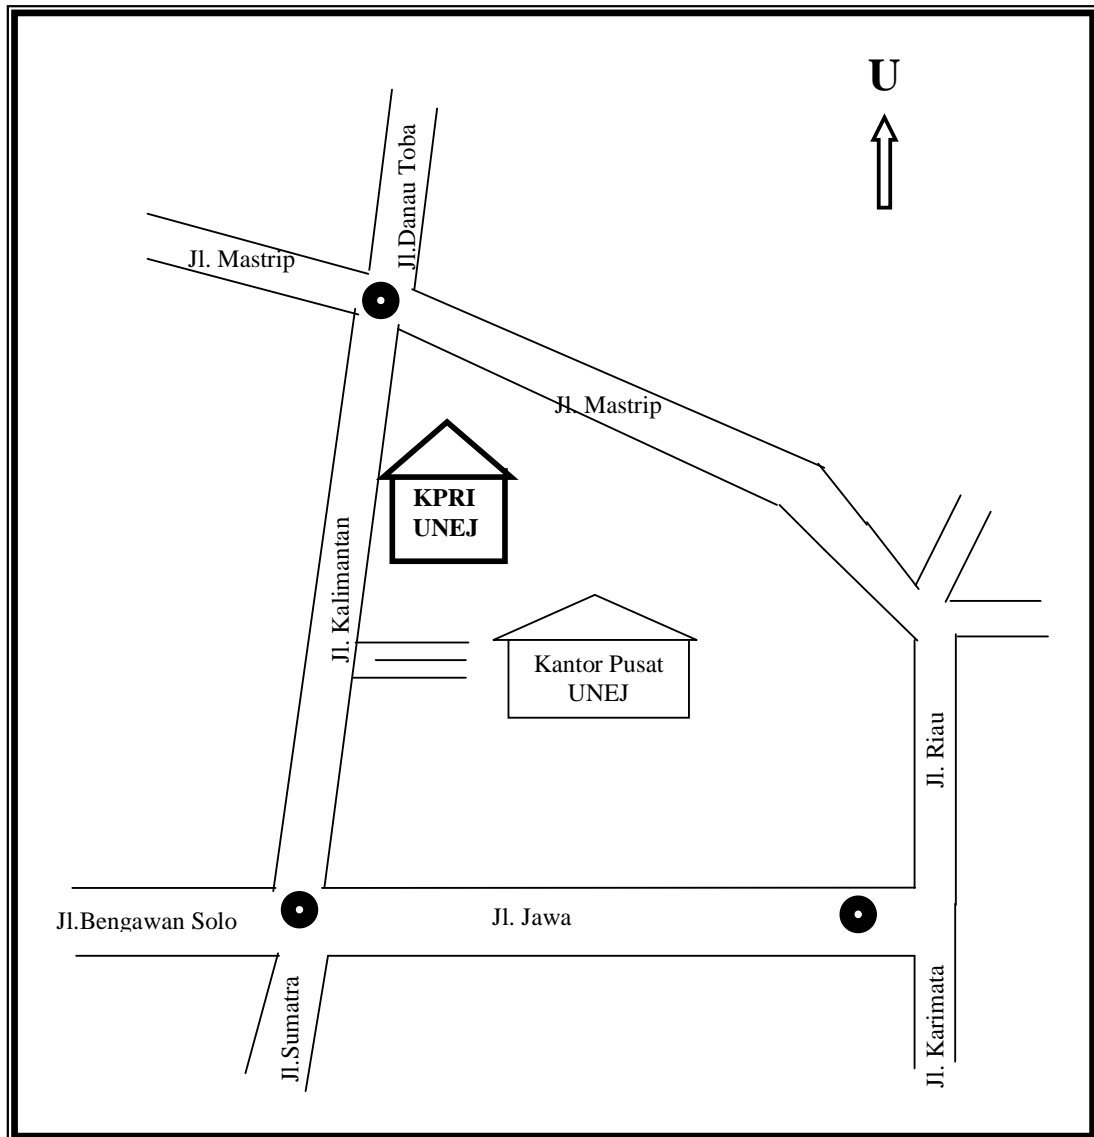 U
Jl.Danau Toba
Jl. Mastrip
Jl. Mastrip
KPRI
UNEJ
Jl. Kalimantan
Kantor Pusat
UNEJ
Jl. Riau
Jl.Bengawan Solo
Jl. Jawa
Jl.Sumatra
Jl. Karimata